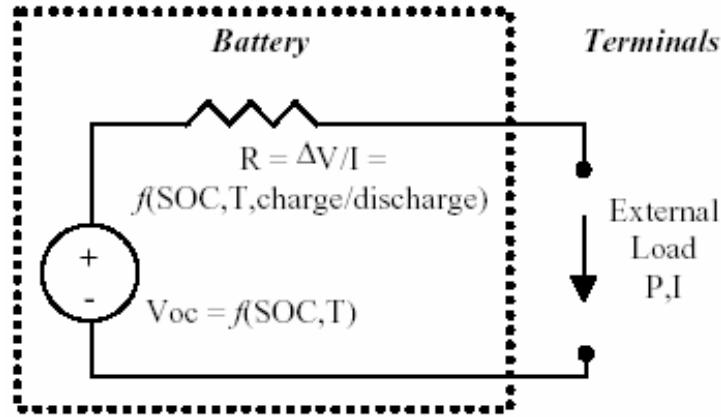 Battery
Terminals
R = ΔV/I =
f(SOC,T,charge/discharge)
+
-
Voc = f(SOC,T)
External
Load
P,I